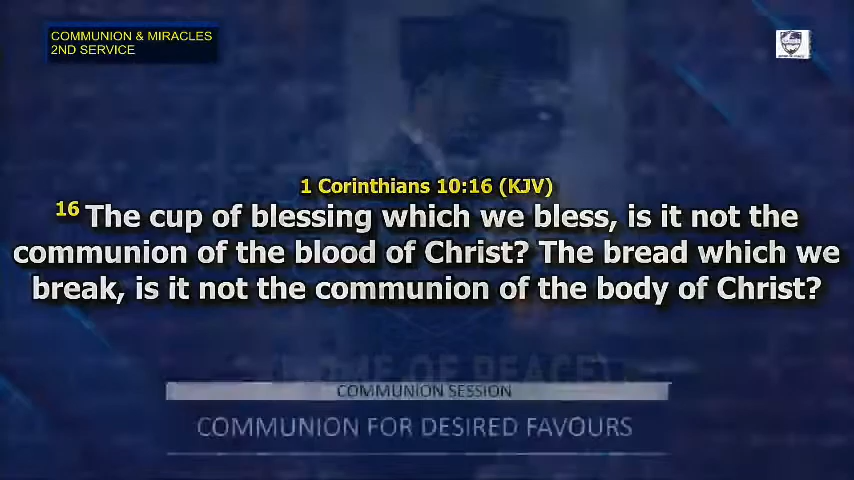 COMMUNION & MIRACLES
2ND SERVICE
1 Corinthians 10:16 (KJV)
16 The cup of blessing which we bless, is it not the
communion of the blood of Christ? The bread which we
break, is it not the communion of the body of Christ?
OF PEACE)
COMMUNION SESSION
COMMUNION FOR DESIRED FAVOURS